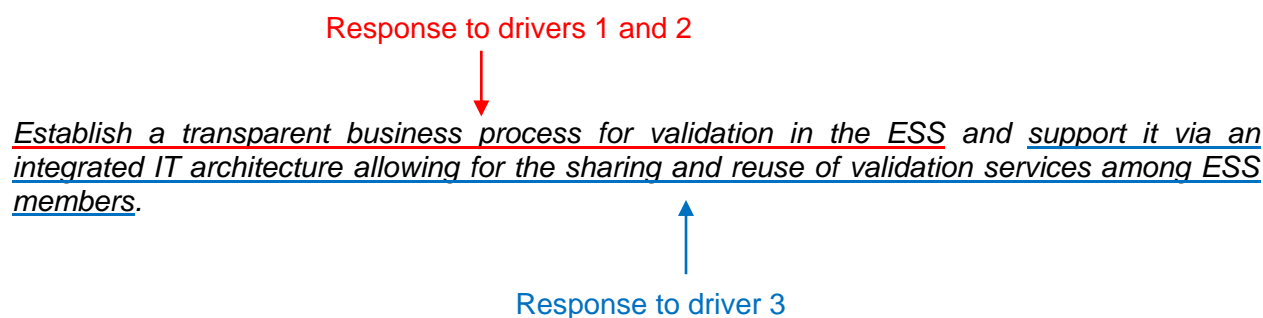 Response to drivers 1 and 2
Establish a transparent business process for validation in the ESS and support it via an
integrated IT architecture allowing for the sharing and reuse of validation services among ESS
members.
Response to driver 3